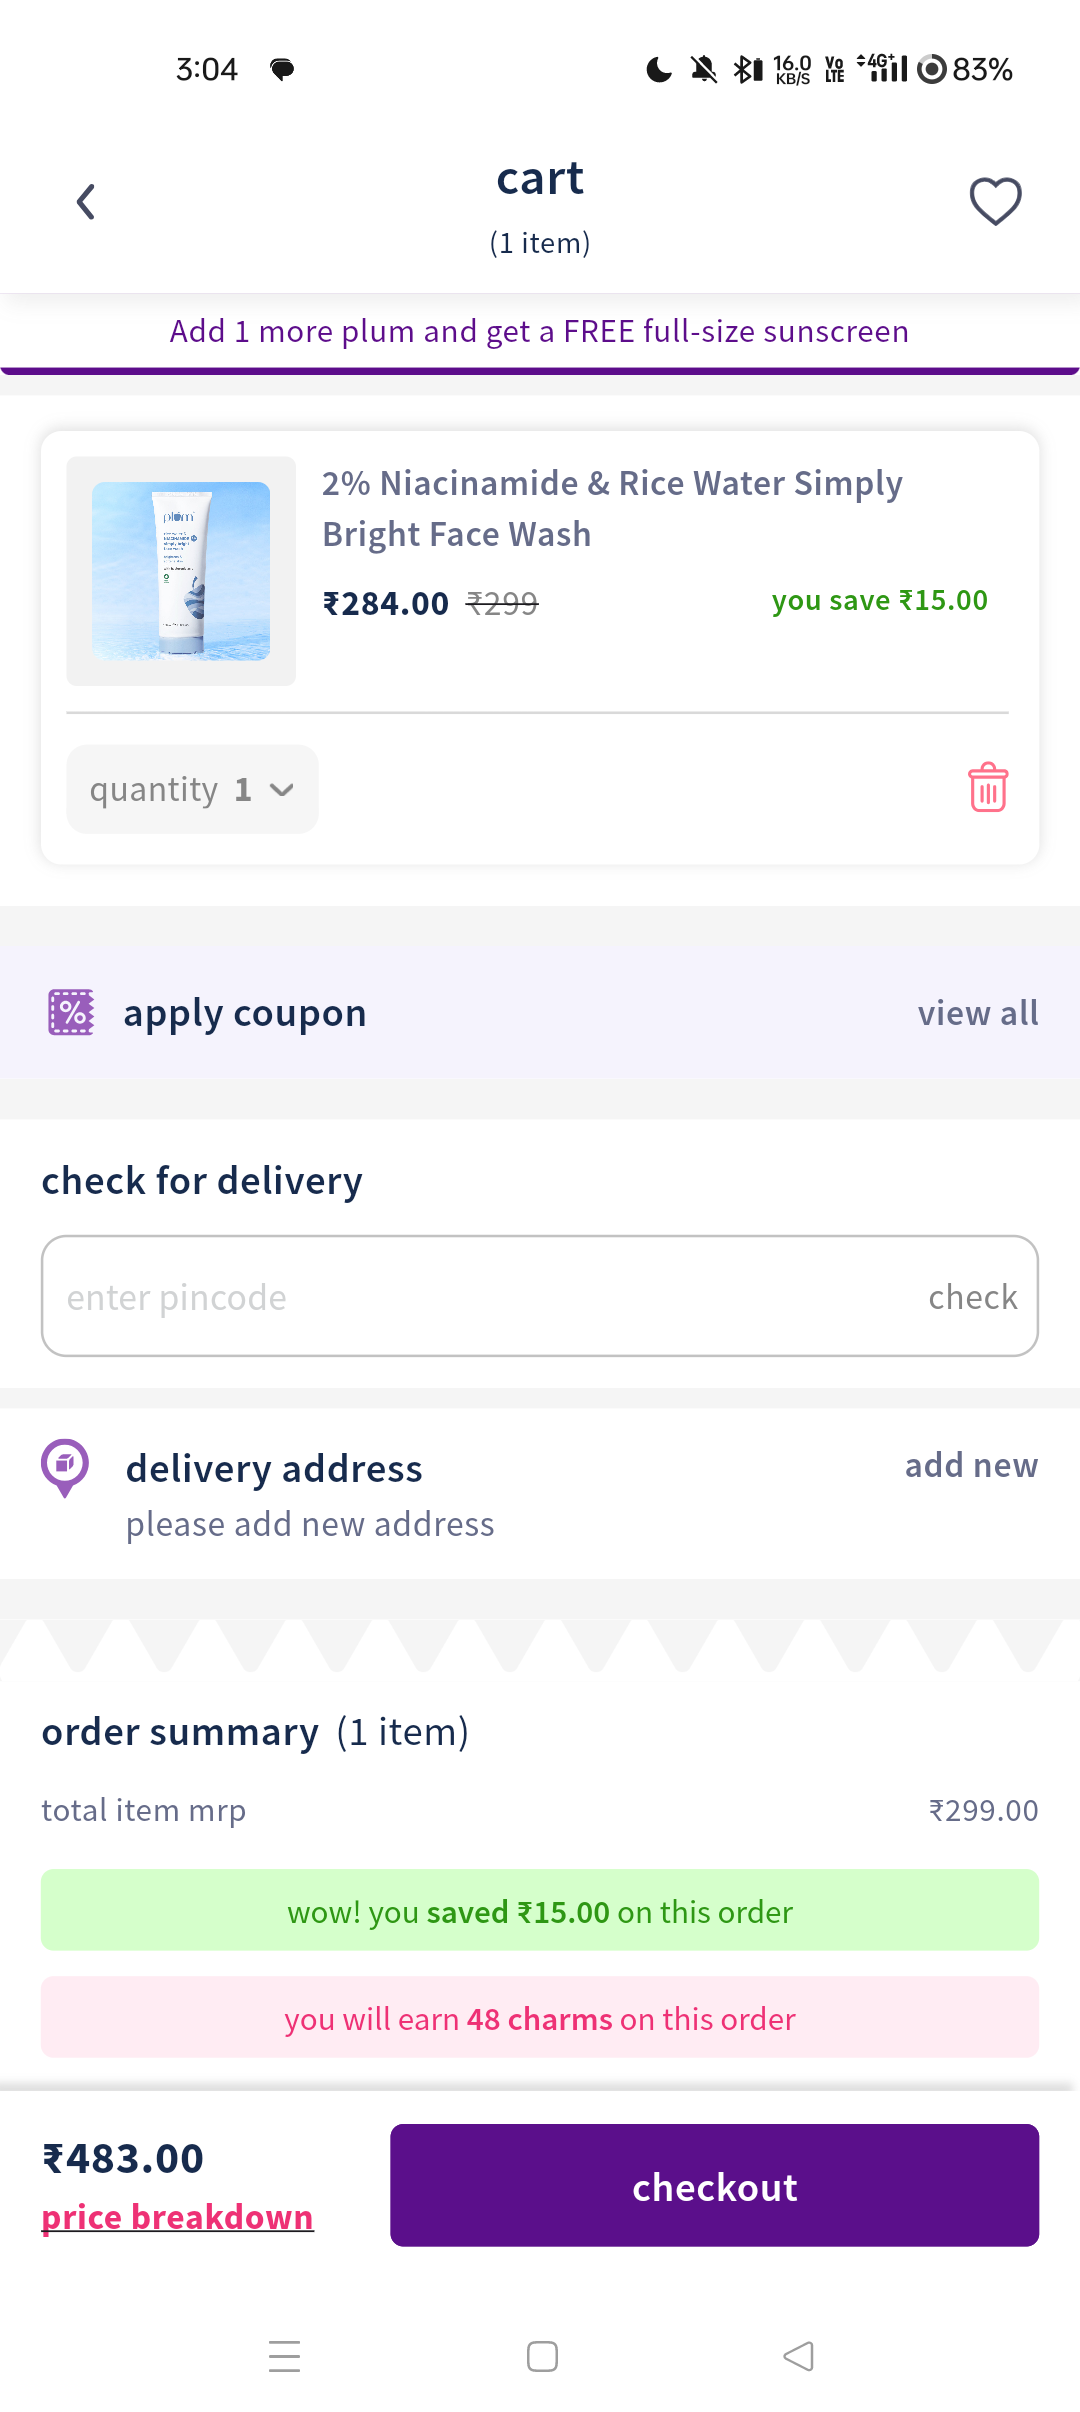 3:04
16.0
KB/S
Vo
LTE
4G+
83%
cart
(1 item)
Add 1 more plum and get a FREE full-size sunscreen
plum
2% Niacinamide & Rice Water Simply
Bright Face Wash
₹284.00 ₹299
you save ₹15.00
quantity 1
apply coupon
view all
check for delivery
enter pincode
check
delivery address
add new
please add new address
order summary (1 item)
total item mrp
₹299.00
wow! you saved ₹15.00 on this order
you will earn 48 charms on this order
₹483.00
price breakdown
checkout